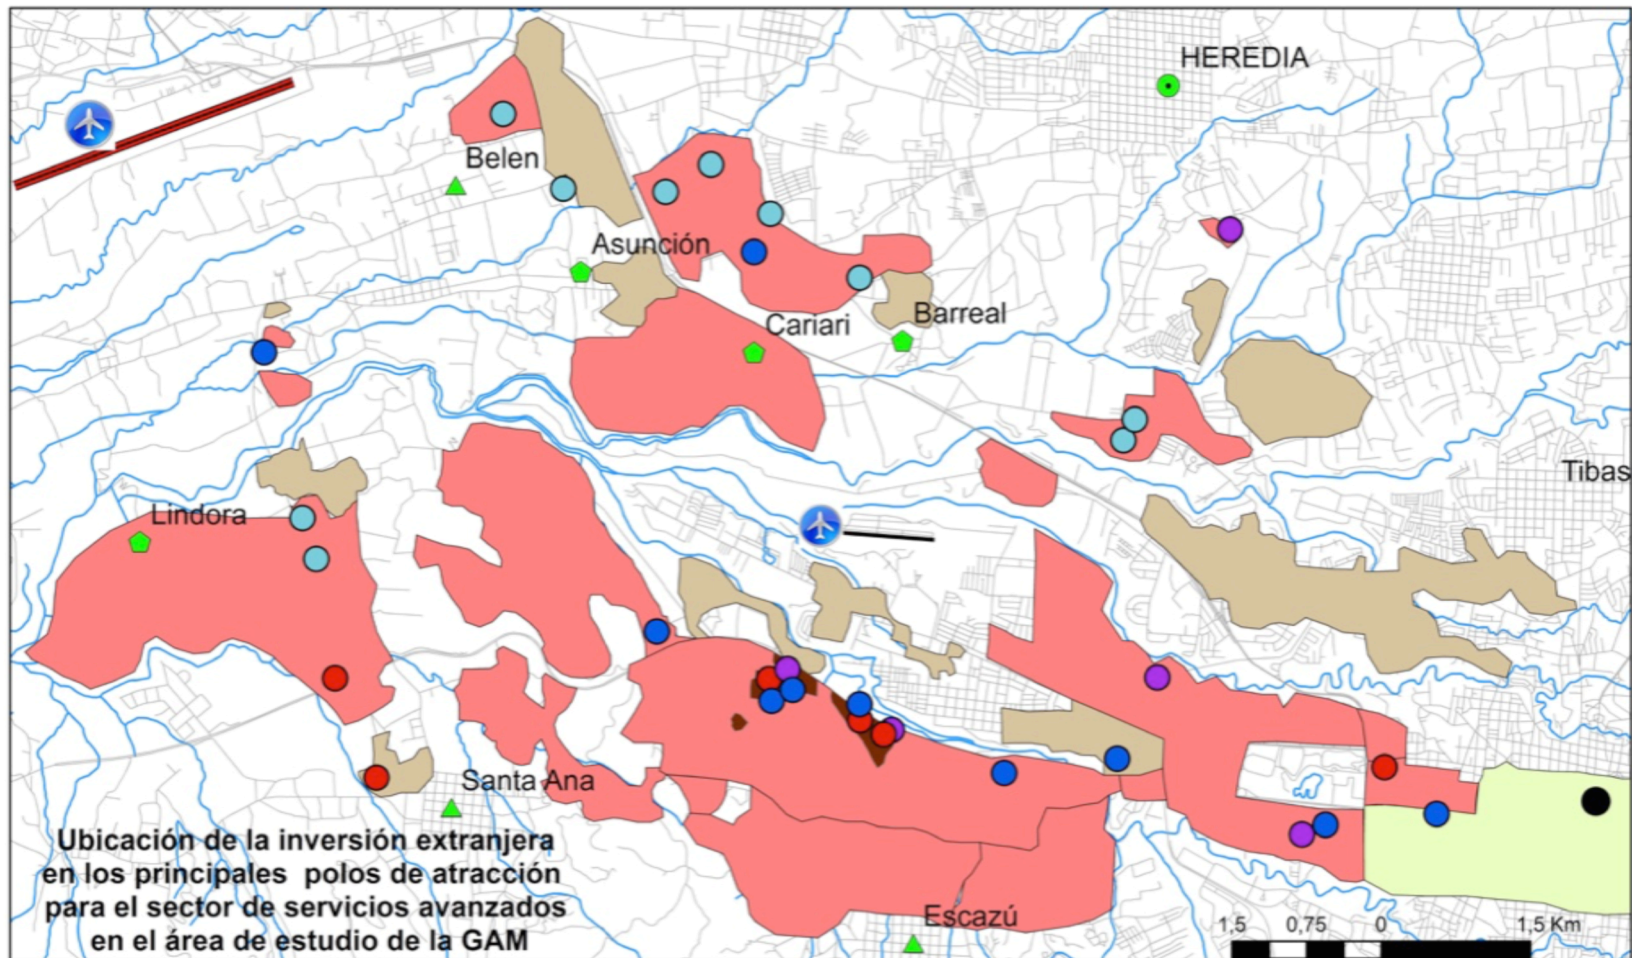 HEREDIA
Belen
Asunción
Barreal
Cariari
Tibas
Lindora
Santa Ana
Ubicación de la inversión extranjera
en los principales polos de atracción
para el sector de servicios avanzados
en el área de estudio de la GAM
Escazú
1,5 0,75 0 1,5 Km